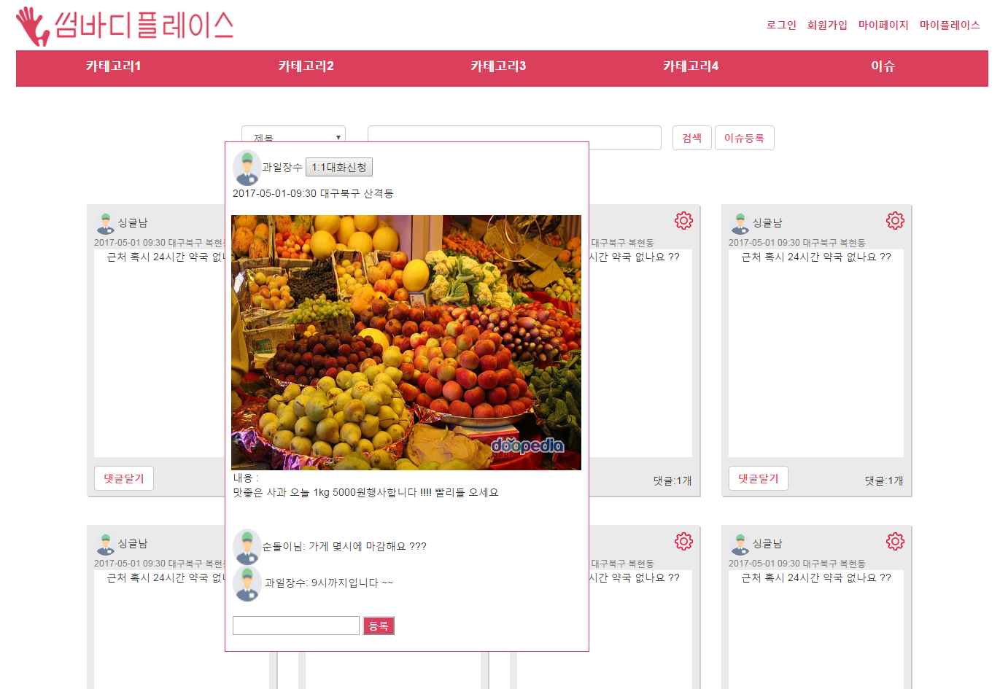 썸바디플레이스
로그인 회원가입 마이페이지 마이플레이스
카테고리1 카테고리2 카테고리3 카테고리4 이슈
제목 검색 이슈등록
과일장수 1:1대화신청
2017-05-01-09:30 대구북구 산격동
doopedia
내용 :
맛좋은 사과 오늘 1kg 5000원행사합니다 !!!! 빨리들 오세요
순돌이님: 가게 몇시에 마감해요 ???
과일장수: 9시까지입니다 ~~
등록
싱글남
2017-05-01 09:30 대구북구 복현
근처 혹시 24시간 약국 없
댓글달기
대구북구 복현동
시간 약국 없나요 ??
댓글:1개
싱글남
2017-05-01 09:30 대구북구 복현동
근처 혹시 24시간 약국 없나요 ??
댓글달기 댓글:1개
싱글남
2017-05-01 09:30 대구북구 복현
근처 혹시 24시간 약국 없
대구북구 복현동
시간 약국 없나요 ??
싱글남
2017-05-01 09:30 대구북구 복현동
근처 혹시 24시간 약국 없나요 ??